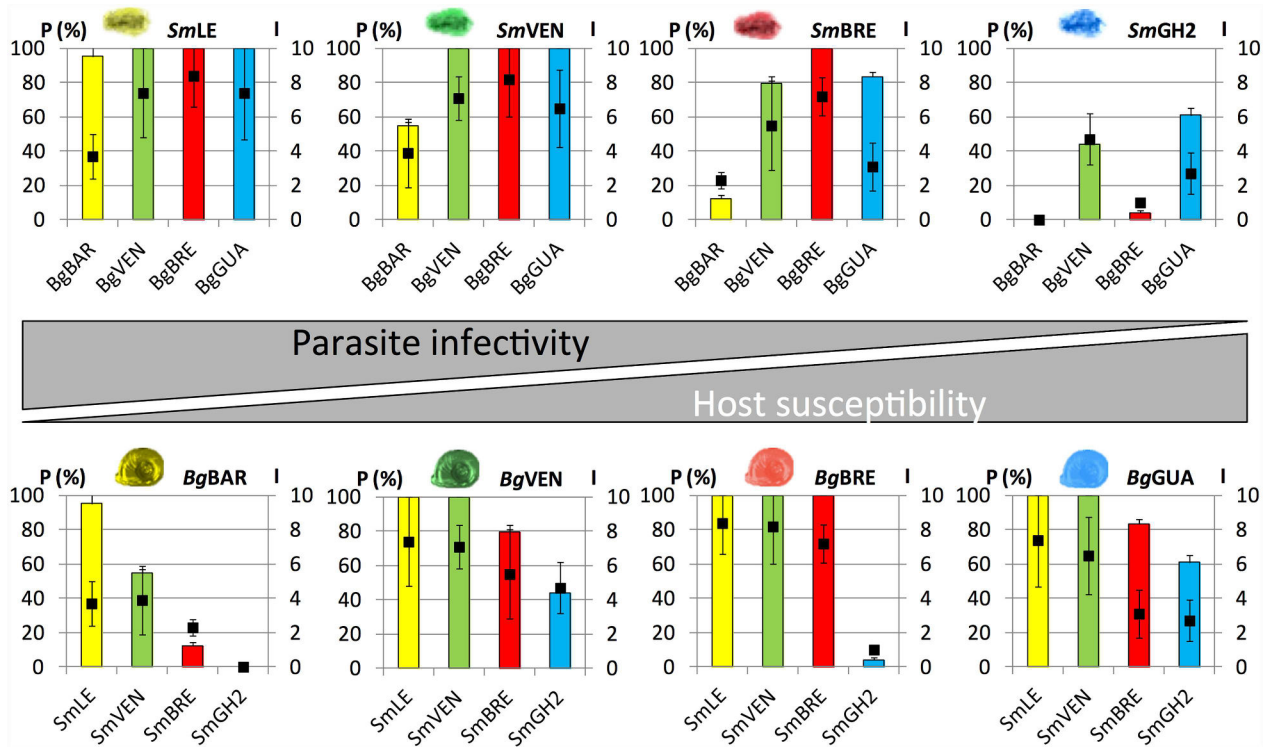 P (%) SmLE I
100 10
80 8
60 6
40 4
20 2
0 0
BgBAR BgVEN BgBRE BgGUA
P (%) SmVEN I
100 10
80 8
60 6
40 4
20 2
0 0
BgBAR BgVEN BgBRE BgGUA
P (%) SmBRE I
100 10
80 8
60 6
40 4
20 2
0 0
BgBAR BgVEN BgBRE BgGUA
P (%) SmGH2 I
100 10
80 8
60 6
40 4
20 2
0 0
BgBAR BgVEN BgBRE BgGUA
Parasite infectivity
Host susceptibility
P (%) BgBAR I
100 10
80 8
60 6
40 4
20 2
0 0
SmLE SmVEN SmBRE SmGH2
P (%) BgVEN I
100 10
80 8
60 6
40 4
20 2
0 0
SmLE SmVEN SmBRE SmGH2
P (%) BgBRE I
100 10
80 8
60 6
40 4
20 2
0 0
SmLE SmVEN SmBRE SmGH2
P (%) BgGUA I
100 10
80 8
60 6
40 4
20 2
0 0
SmLE SmVEN SmBRE SmGH2